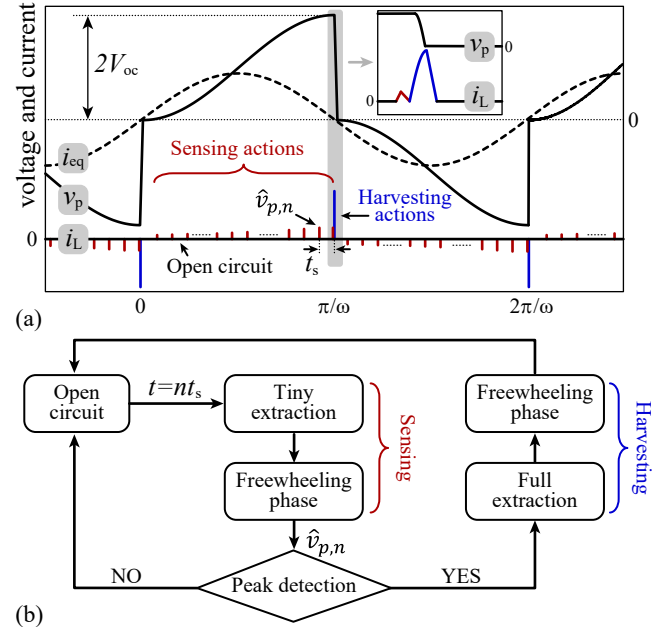 voltage and current
2V_oc
v_p
0
0
i_L
0
i_eq
Sensing actions
v_p
v̂_p,n
Harvesting
actions
0
i_L
Open circuit
t_s
(a)
0
π/ω
2π/ω
Open
circuit
t=nt_s
Tiny
extraction
Freewheeling
phase
Sensing
Freewheeling
phase
Full
extraction
Harvesting
v̂_p,n
NO
Peak detection
YES
(b)